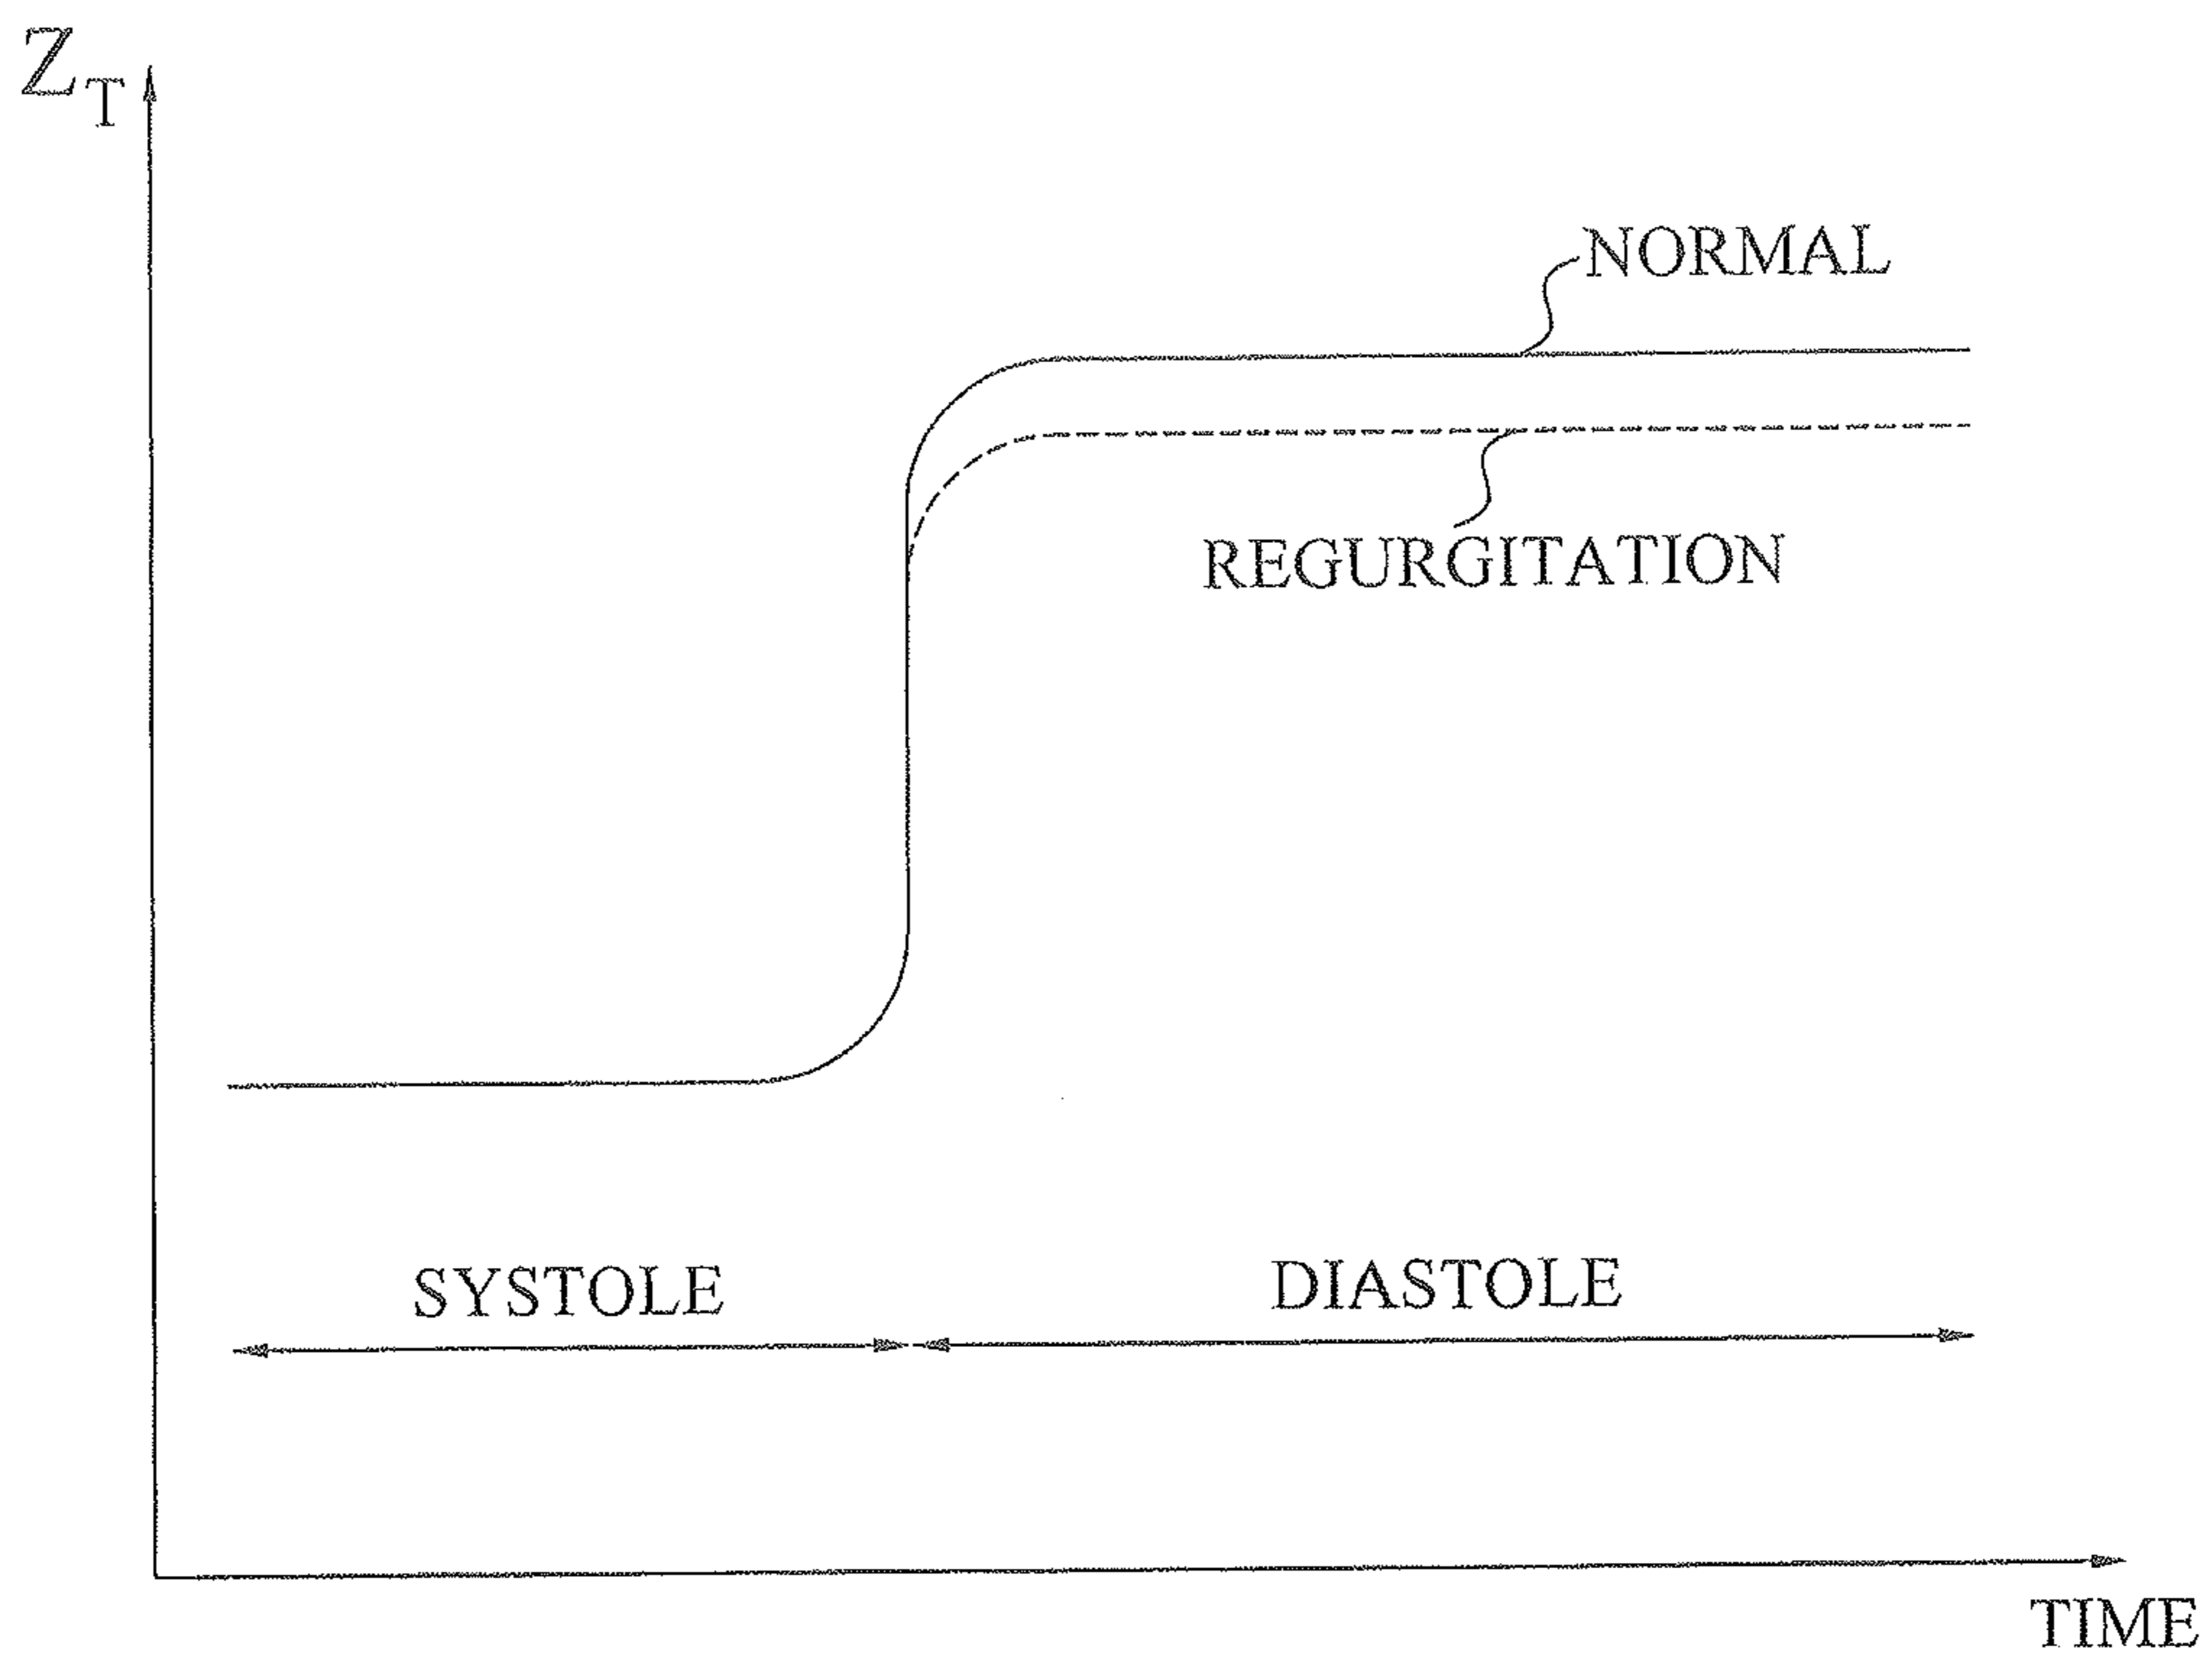 Z_T
NORMAL
REGURGITATION
SYSTOLE
DIASTOLE
TIME